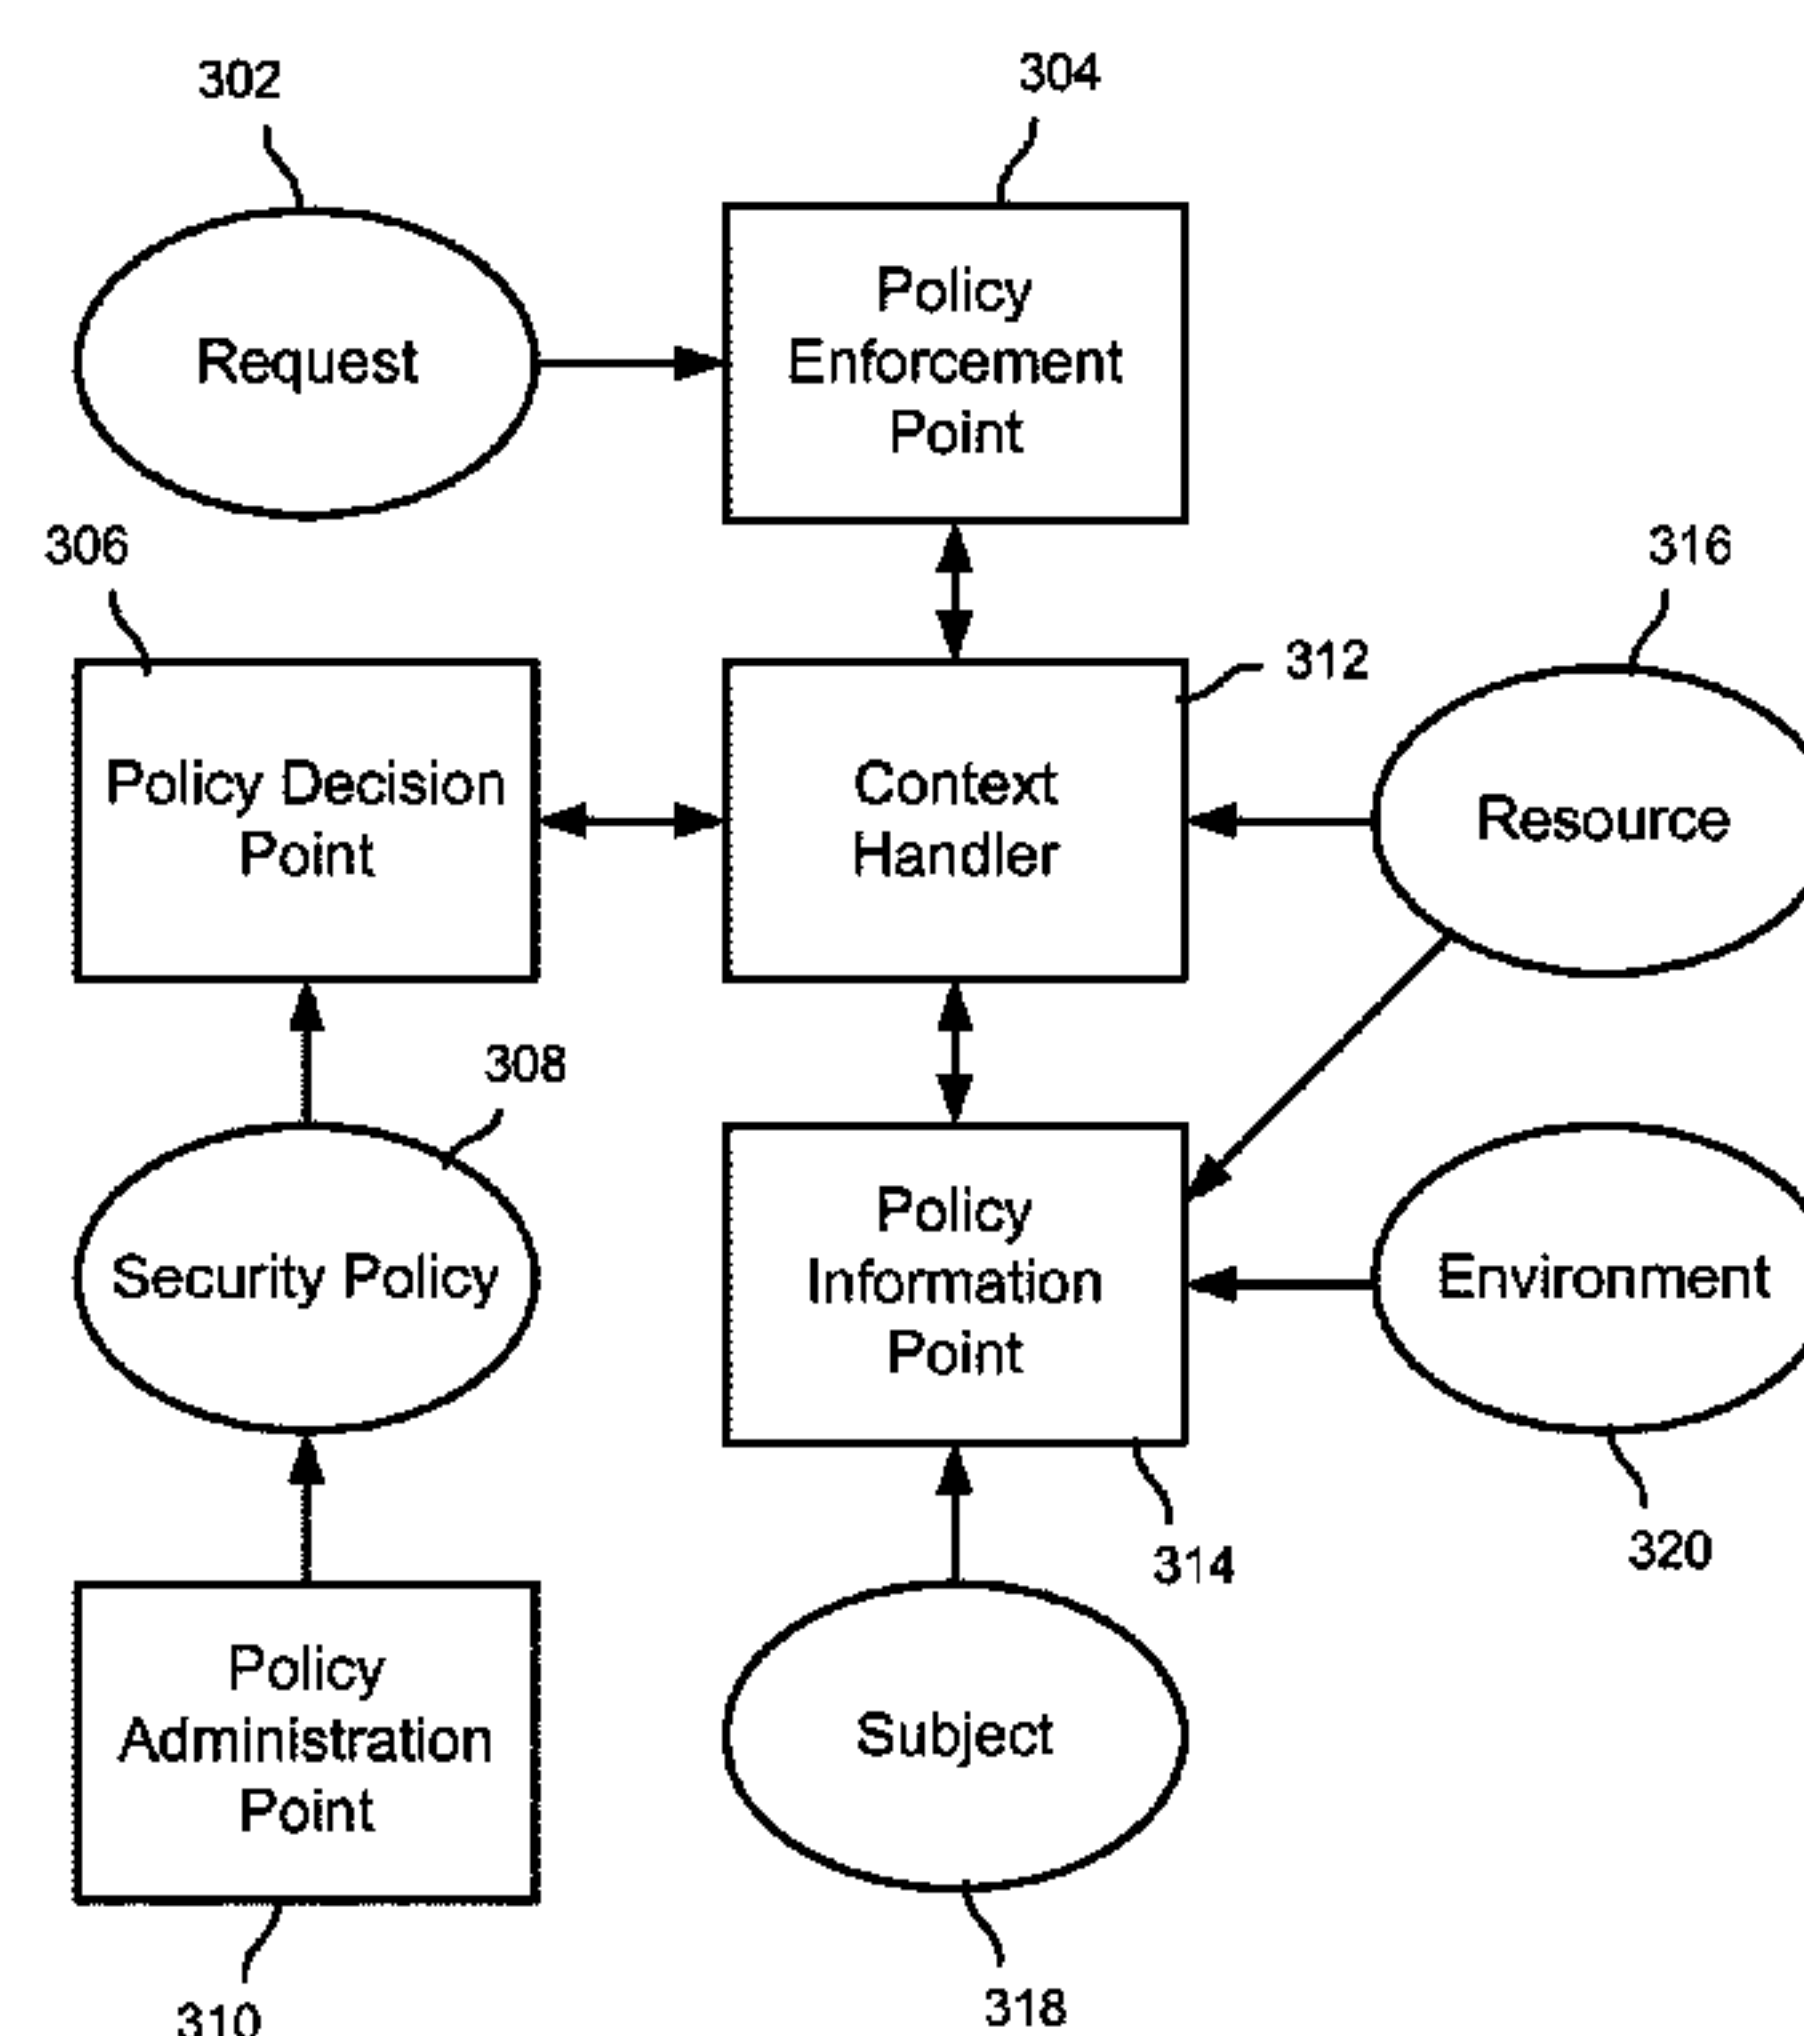 302
304
Request
Policy
Enforcement
Point
306
316
312
Policy Decision
Point
Context
Handler
Resource
308
Security Policy
Policy
Information
Point
Environment
314
320
Policy
Administration
Point
Subject
310
318